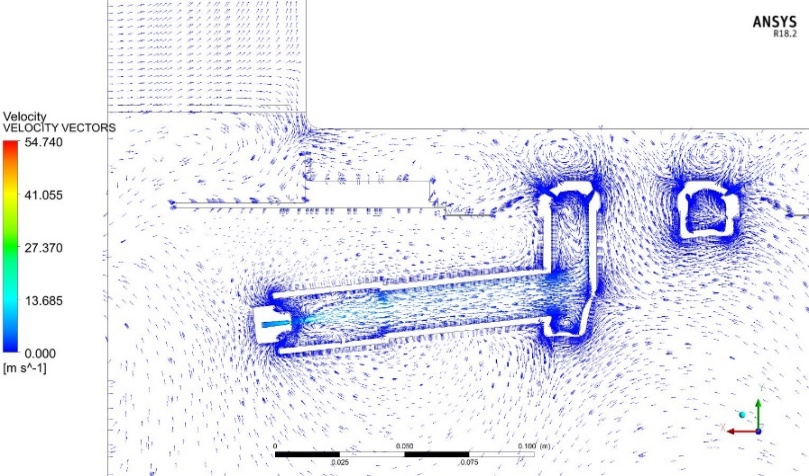 ANSYS
R18.2
Velocity
VELOCITY VECTORS
54.740
41.055
27.370
13.685
0.000
[m s^-1]
0
0.050
0.100 (m)
0.025
0.075